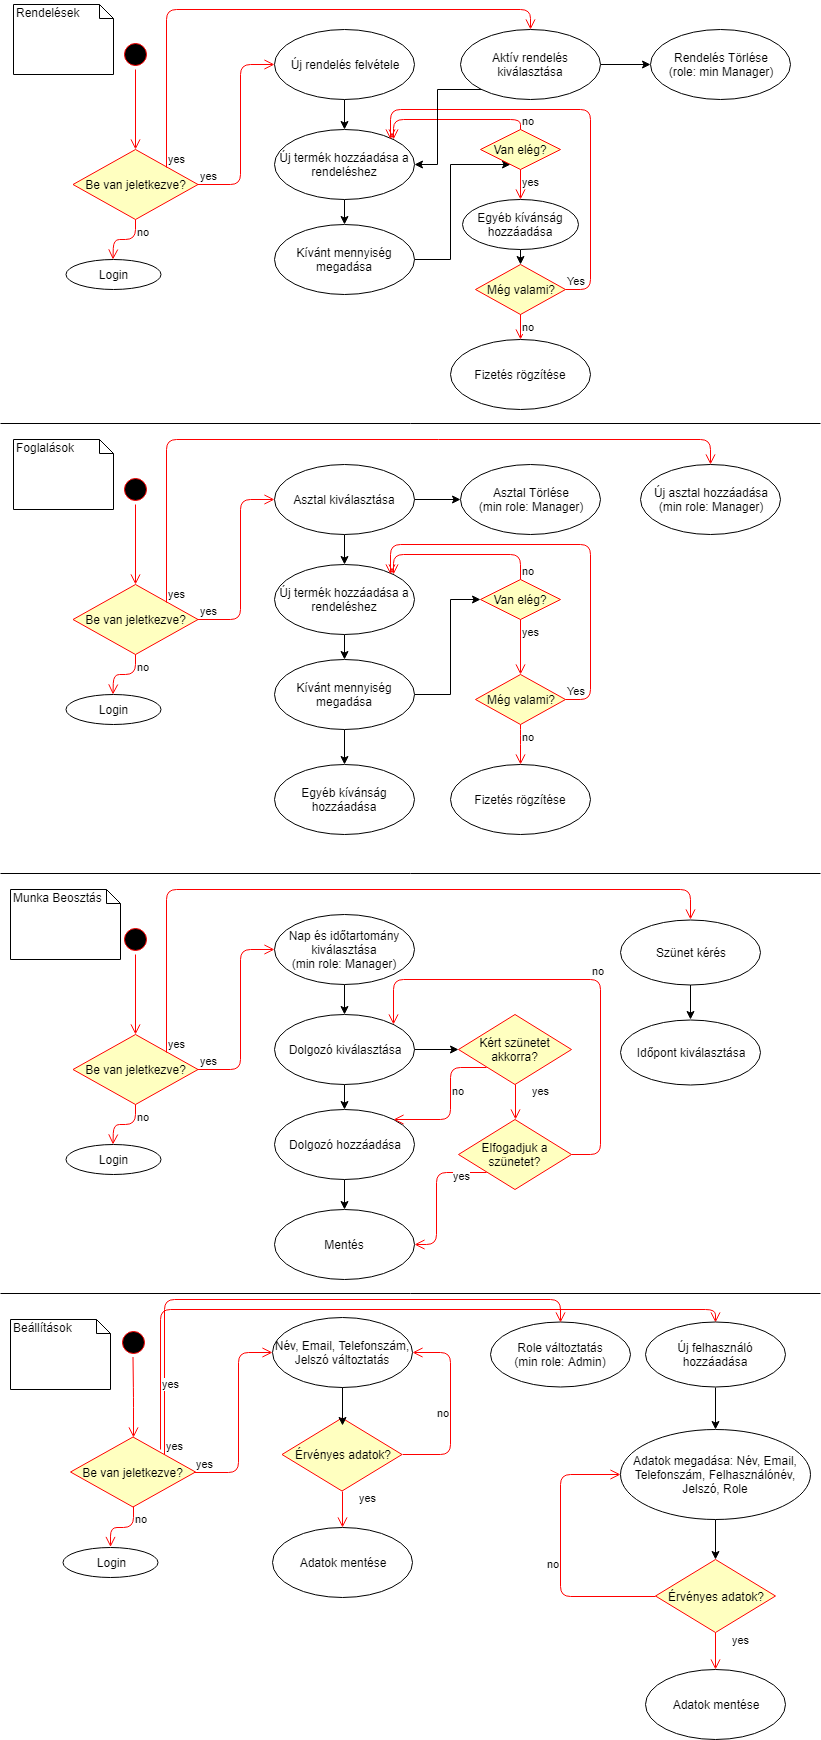 Rendelések
Új rendelés felvétele
Aktív rendelés
kiválasztása
Rendelés Törlése
(role: min Manager)
no
Van elég?
yes
Új termék hozzáadása a
rendeléshez
yes
Be van jeletkezve?
yes
yes
Egyéb kívánság
hozzáadása
no
Login
Kívánt mennyiség
megadása
Még valami?
Yes
no
Fizetés rögzítése
Foglalások
Asztal kiválasztása
Asztal Törlése
(min role: Manager)
Új asztal hozzáadása
(min role: Manager)
no
Van elég?
yes
Új termék hozzáadása a
rendeléshez
yes
Be van jeletkezve?
yes
no
Login
Kívánt mennyiség
megadása
Még valami?
Yes
no
Egyéb kívánság
hozzáadása
Fizetés rögzítése
Munka Beosztás
Nap és időtartomány
kiválasztása
(min role: Manager)
Szünet kérés
no
Dolgozó kiválasztása
Kért szünetet
akkorra?
Időpont kiválasztása
yes
Be van jeletkezve?
yes
no
yes
no
Login
Dolgozó hozzáadása
Elfogadjuk a
szünetet?
yes
Mentés
Beállítások
Név, Email, Telefonszám,
Jelszó változtatás
Role változtatás
(min role: Admin)
Új felhasználó
hozzáadása
yes
no
yes
Be van jeletkezve?
yes
Érvényes adatok?
Adatok megadása: Név, Email,
Telefonszám, Felhasználónév,
Jelszó, Role
yes
no
Login
Adatok mentése
no
Érvényes adatok?
yes
Adatok mentése